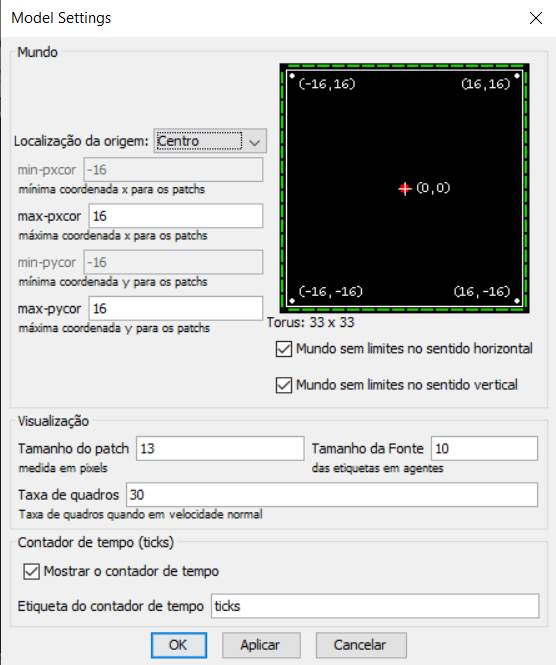 Model Settings
Mundo
(-16,16) (16,16)
Localização da origem: Centro
min-pxcor -16
mínima coordenada x para os patchs
(0,0)
max-pxcor 16
máxima coordenada x para os patchs
min-pycor -16
mínima coordenada y para os patchs
(-16,-16) (16,-16)
max-pycor 16
máxima coordenada y para os patchs
Torus: 33 x 33
Mundo sem limites no sentido horizontal
Mundo sem limites no sentido vertical
Visualização
Tamanho do patch 13 Tamanho da Fonte 10
medida em pixels das etiquetas em agentes
Taxa de quadros 30
Taxa de quadros quando em velocidade normal
Contador de tempo (ticks)
Mostrar o contador de tempo
Etiqueta do contador de tempo ticks
OK Aplicar Cancelar